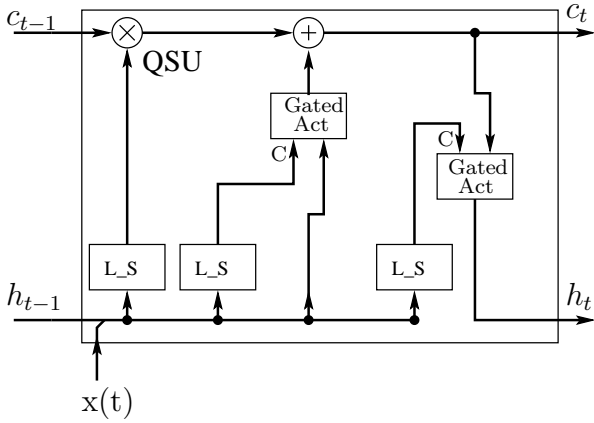 c_{t−1}
c_t
×
+
QSU
Gated
Act
C
C
Gated
Act
L_S
L_S
L_S
h_{t−1}
h_t
x(t)